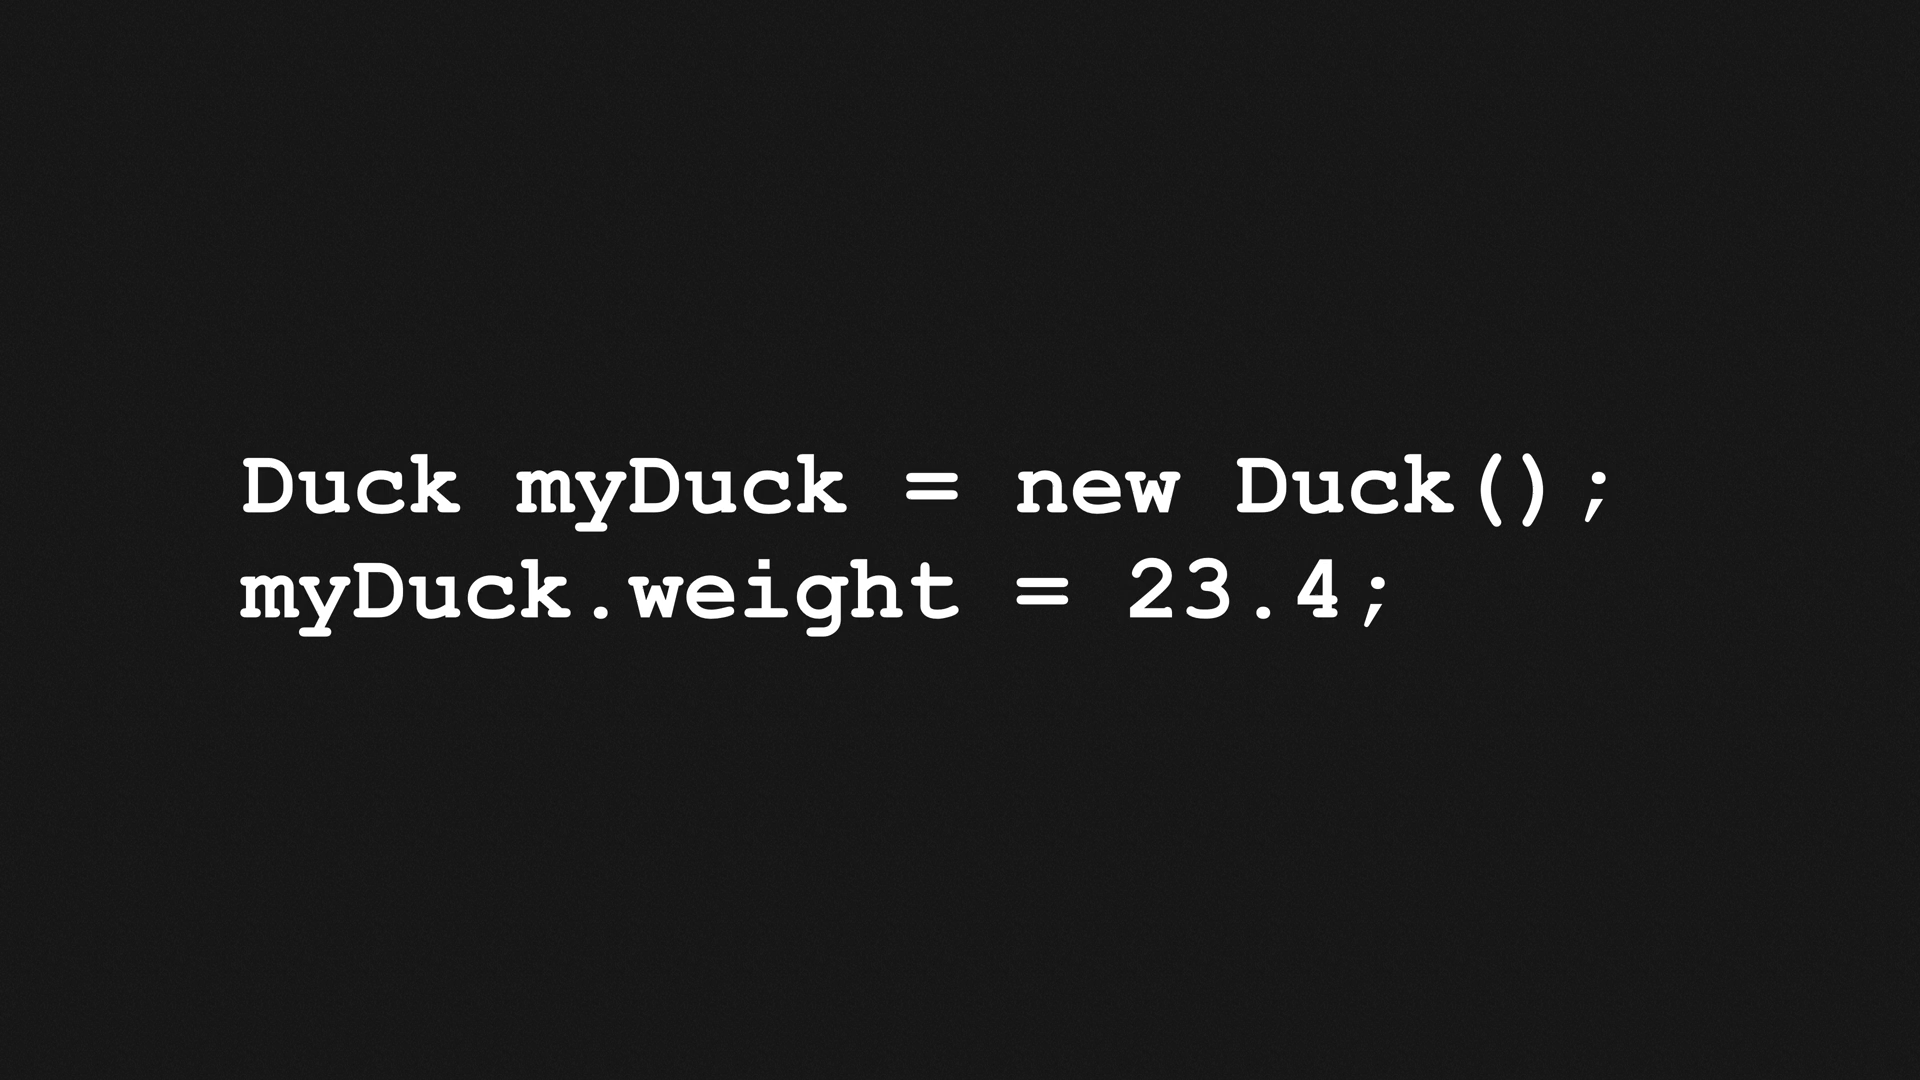 Duck myDuck = new Duck();
myDuck.weight = 23.4;